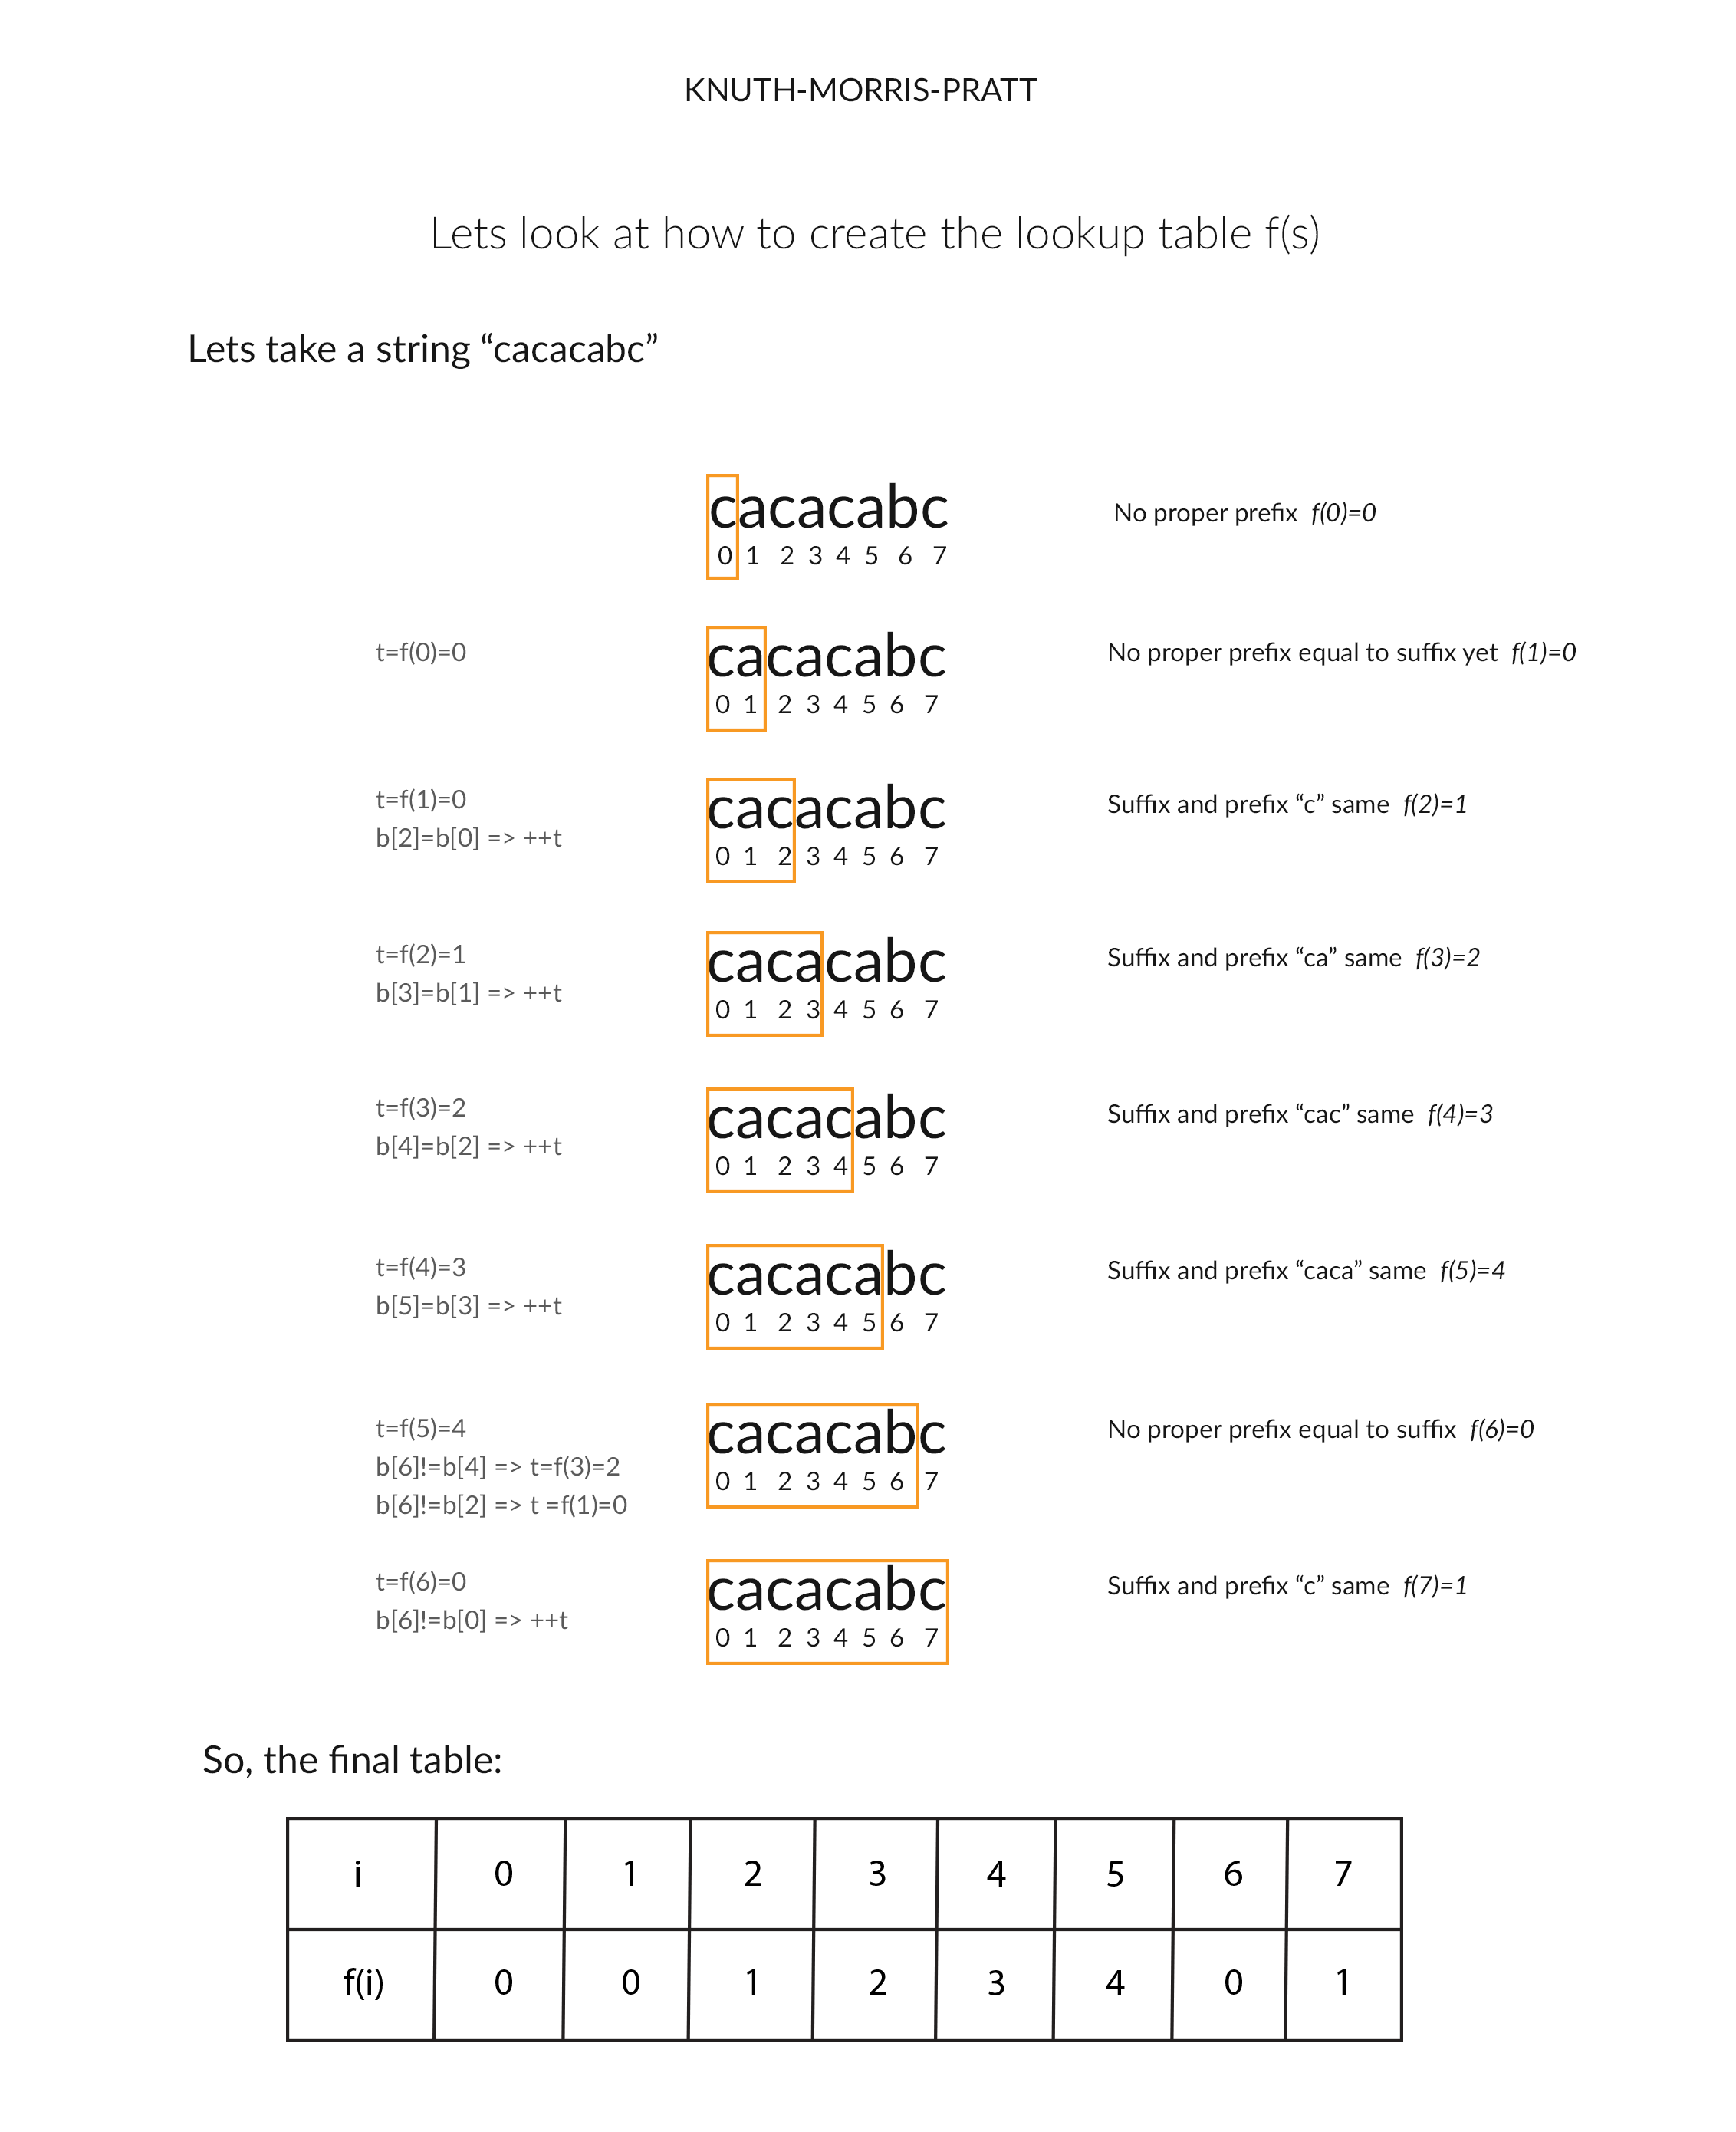 KNUTH-MORRIS-PRATT
Lets look at how to create the lookup table f(s)
Lets take a string “cacacabc”
cacacabc
0 1 2 3 4 5 6 7
No proper prefix f(0)=0
t=f(0)=0
cacacabc
0 1 2 3 4 5 6 7
No proper prefix equal to suffix yet f(1)=0
t=f(1)=0
b[2]=b[0] => ++t
cacacabc
0 1 2 3 4 5 6 7
Suffix and prefix “c” same f(2)=1
t=f(2)=1
b[3]=b[1] => ++t
cacacabc
0 1 2 3 4 5 6 7
Suffix and prefix “ca” same f(3)=2
t=f(3)=2
b[4]=b[2] => ++t
cacacabc
0 1 2 3 4 5 6 7
Suffix and prefix “cac” same f(4)=3
t=f(4)=3
b[5]=b[3] => ++t
cacacabc
0 1 2 3 4 5 6 7
Suffix and prefix “caca” same f(5)=4
t=f(5)=4
b[6]!=b[4] => t=f(3)=2
b[6]!=b[2] => t =f(1)=0
cacacabc
0 1 2 3 4 5 6 7
No proper prefix equal to suffix f(6)=0
t=f(6)=0
b[6]!=b[0] => ++t
cacacabc
0 1 2 3 4 5 6 7
Suffix and prefix “c” same f(7)=1
So, the final table:
i 0 1 2 3 4 5 6 7
f(i) 0 0 1 2 3 4 0 1